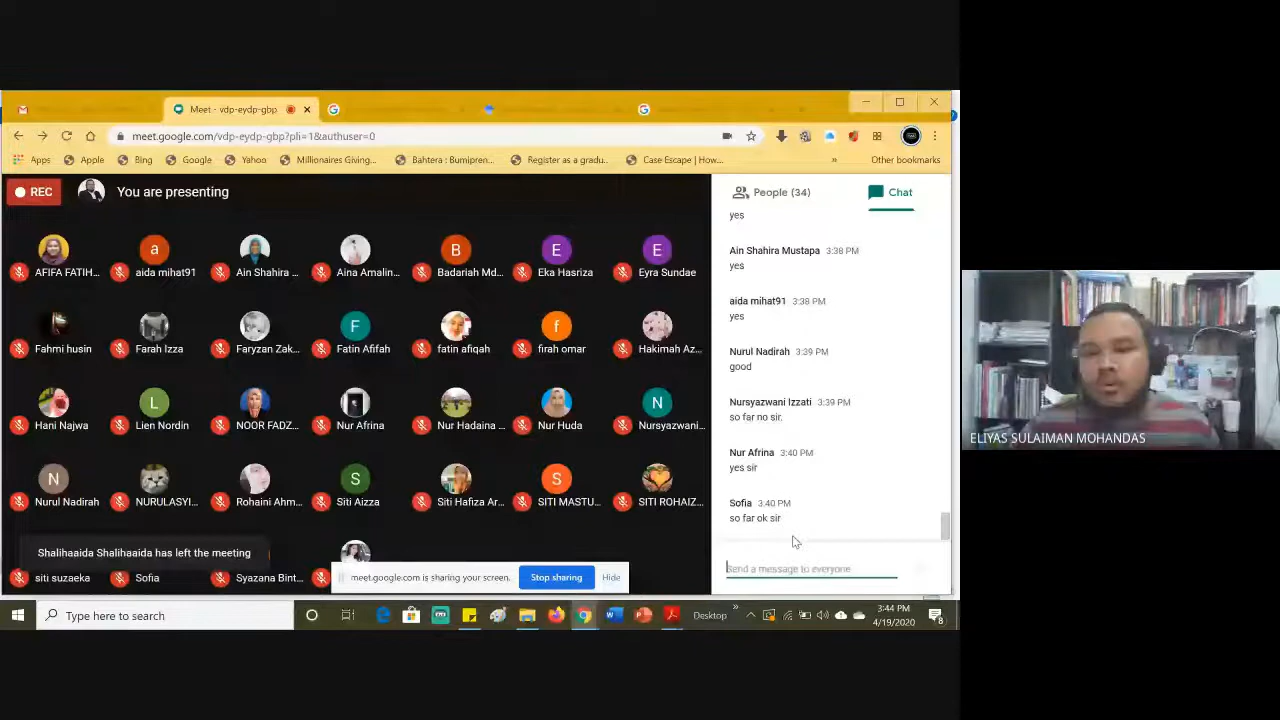 Meet - vdp-eydp-gbp
meet.google.com/vdp-eydp-gbp?pli=1&authuser=0
Apps Apple Bing Google Yahoo Millionaires Giving... Bahtera : Bumipren... Register as a gradu... Case Escape | How... » Other bookmarks
REC You are presenting
People (34) Chat
yes
AFIFA FATIH... aida mihat91 Ain Shahira ... Aina Amalin... Badariah Md... Eka Hasriza Eyra Sundae
Ain Shahira Mustapa 3:38 PM
yes
aida mihat91 3:38 PM
yes
Fahmi husin Farah Izza Faryzan Zak... Fatin Afifah fatin afiqah firah omar Hakimah Az...
Nurul Nadirah 3:39 PM
good
Nursyazwani Izzati 3:39 PM
so far no sir.
Hani Najwa Lien Nordin NOOR FADZ... Nur Afrina Nur Hadaina ... Nur Huda Nursyazwani...
Nur Afrina 3:40 PM
yes sir
Nurul Nadirah NURULASYI... Rohaini Ahm... Siti Aizza Siti Hafiza Ar... SITI MASTU... SITI ROHAIZ...
Sofia 3:40 PM
so far ok sir
Shalihaaida Shalihaaida has left the meeting
siti suzaeka Sofia Syazana Bint...
meet.google.com is sharing your screen. Stop sharing Hide
Send a message to everyone
Type here to search
Desktop »
3:44 PM
4/19/2020
8
ELIYAS SULAIMAN MOHANDAS